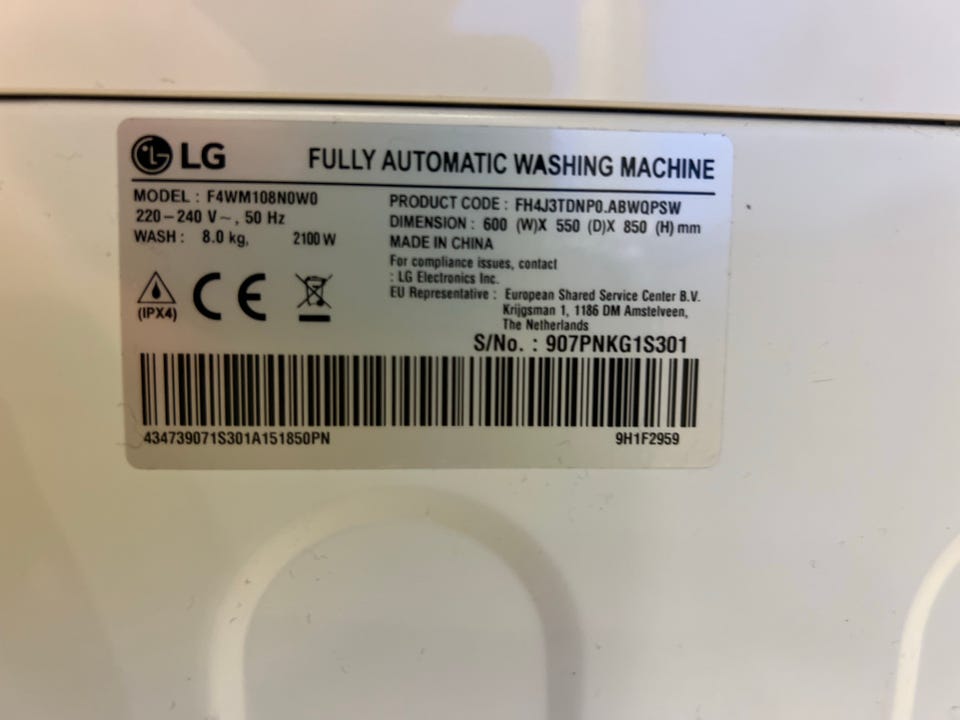 LG FULLY AUTOMATIC WASHING MACHINE
MODEL : F4WM108N0W0
220-240 V~, 50 Hz
WASH : 8.0 kg, 2100 W
PRODUCT CODE : FH4J3TDNP0.ABWQPSW
DIMENSION : 600 (W)X 550 (D)X 850 (H) mm
MADE IN CHINA
For compliance issues, contact
: LG Electronics Inc.
EU Representative : European Shared Service Center B.V.
Krijgsman 1, 1186 DM Amstelveen,
The Netherlands
(IPX4) CE
S/No. : 907PNKG1S301
434739071S301A151850PN 9H1F2959